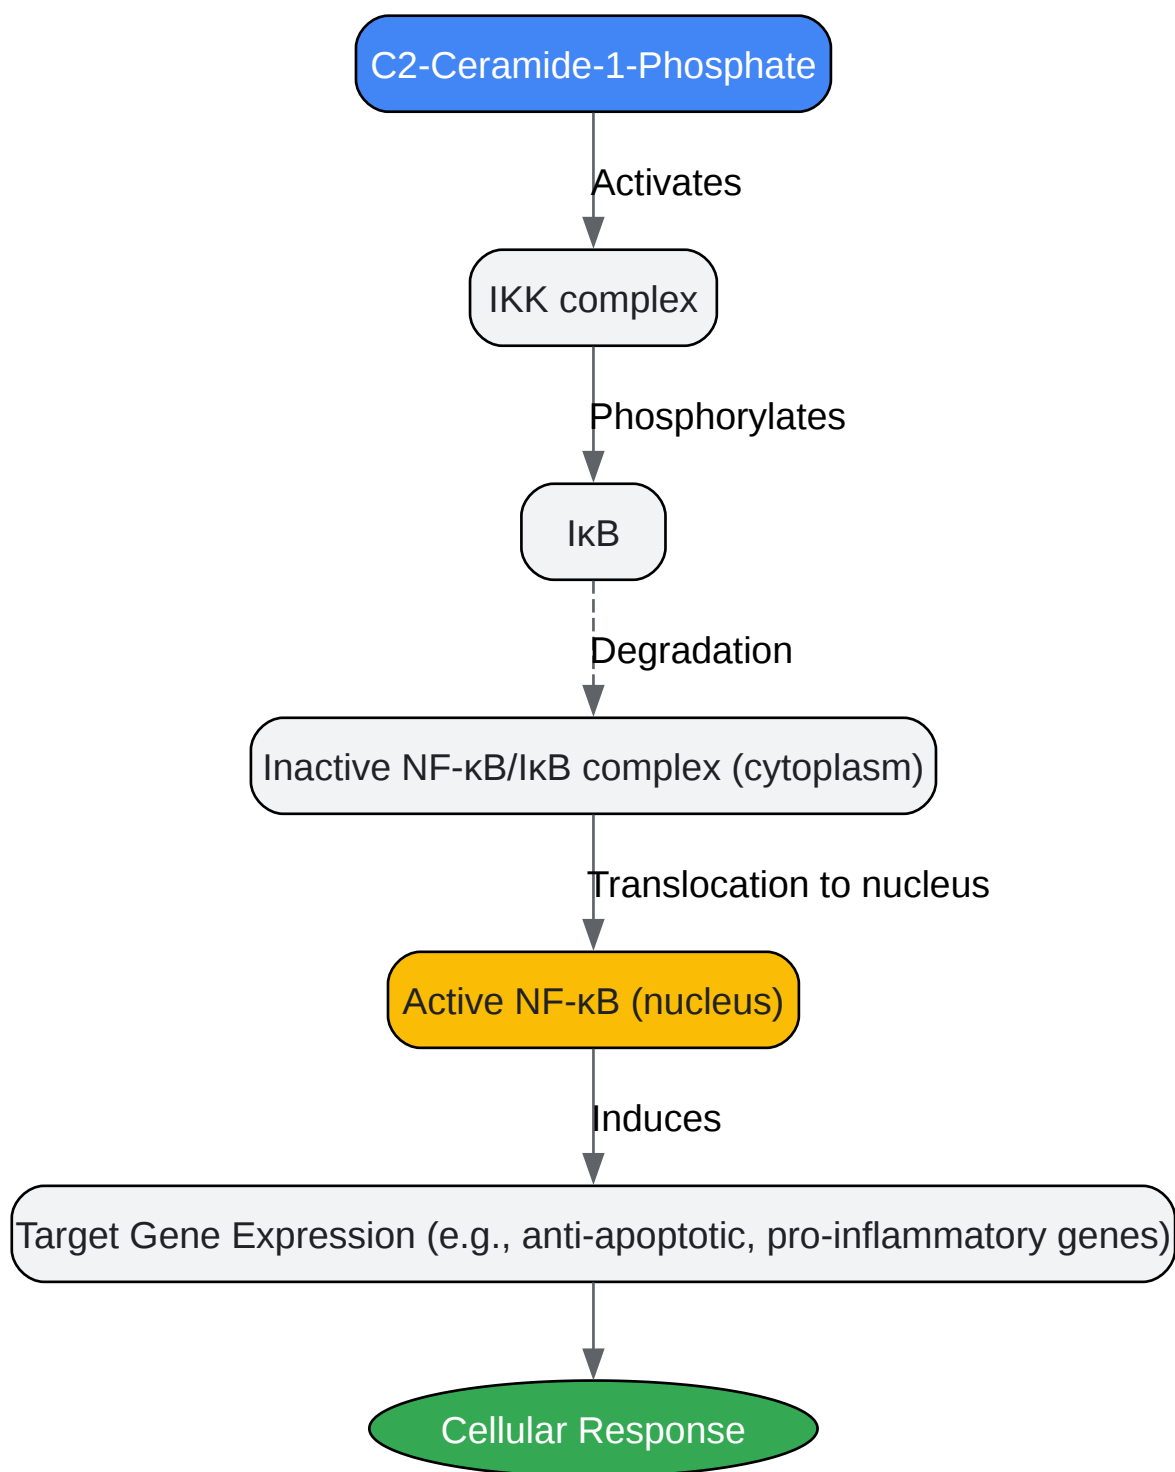 C2-Ceramide-1-Phosphate
Activates
IKK complex
Phosphorylates
IκB
Degradation
Inactive NF-κB/IκB complex (cytoplasm)
Translocation to nucleus
Active NF-κB (nucleus)
Induces
Target Gene Expression (e.g., anti-apoptotic, pro-inflammatory genes)
Cellular Response